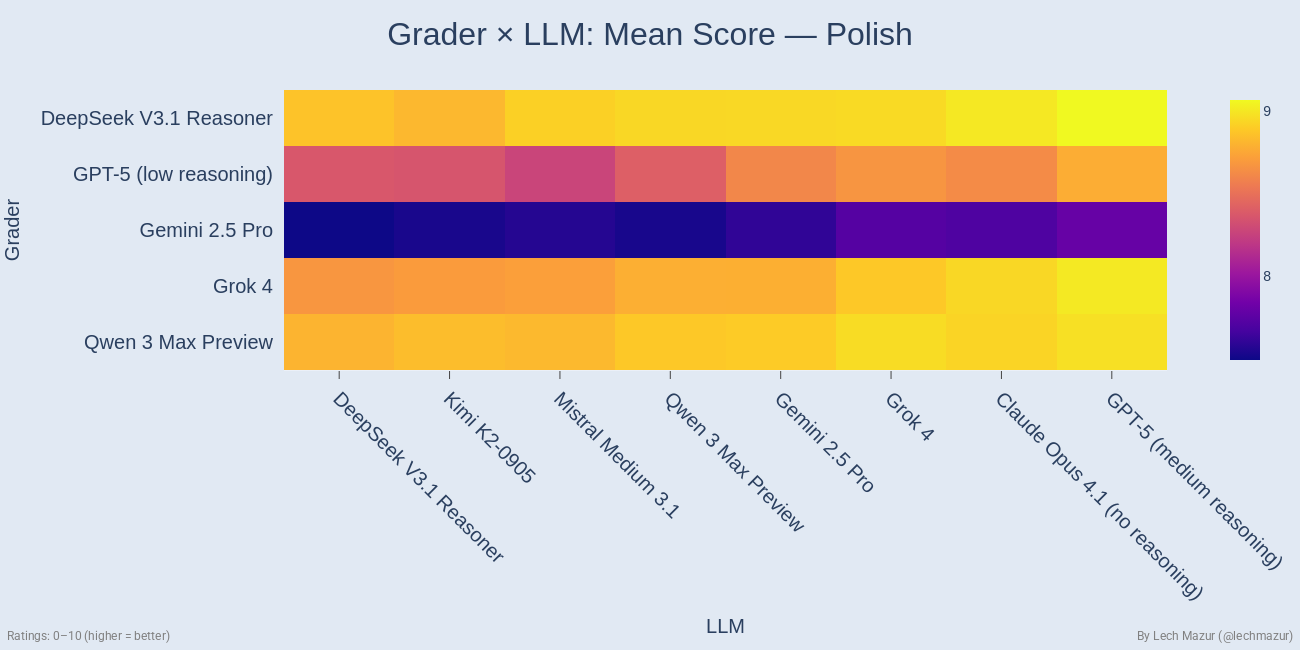 Grader × LLM: Mean Score — Polish
Grader
DeepSeek V3.1 Reasoner
GPT-5 (low reasoning)
Gemini 2.5 Pro
Grok 4
Qwen 3 Max Preview
9
8
DeepSeek V3.1 Reasoner
Kimi K2-0905
Mistral Medium 3.1
Qwen 3 Max Preview
Gemini 2.5 Pro
Grok 4
Claude Opus 4.1 (no reasoning)
GPT-5 (medium reasoning)
LLM
Ratings: 0–10 (higher = better)
By Lech Mazur (@lechmazur)